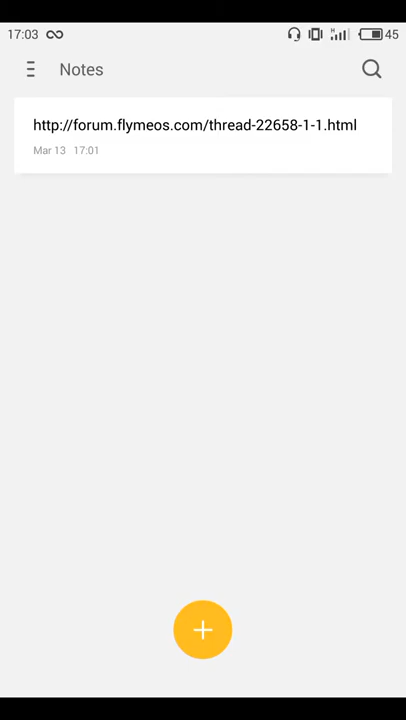 17:03
H
45
Notes
http://forum.flymeos.com/thread-22658-1-1.html
Mar 13 17:01